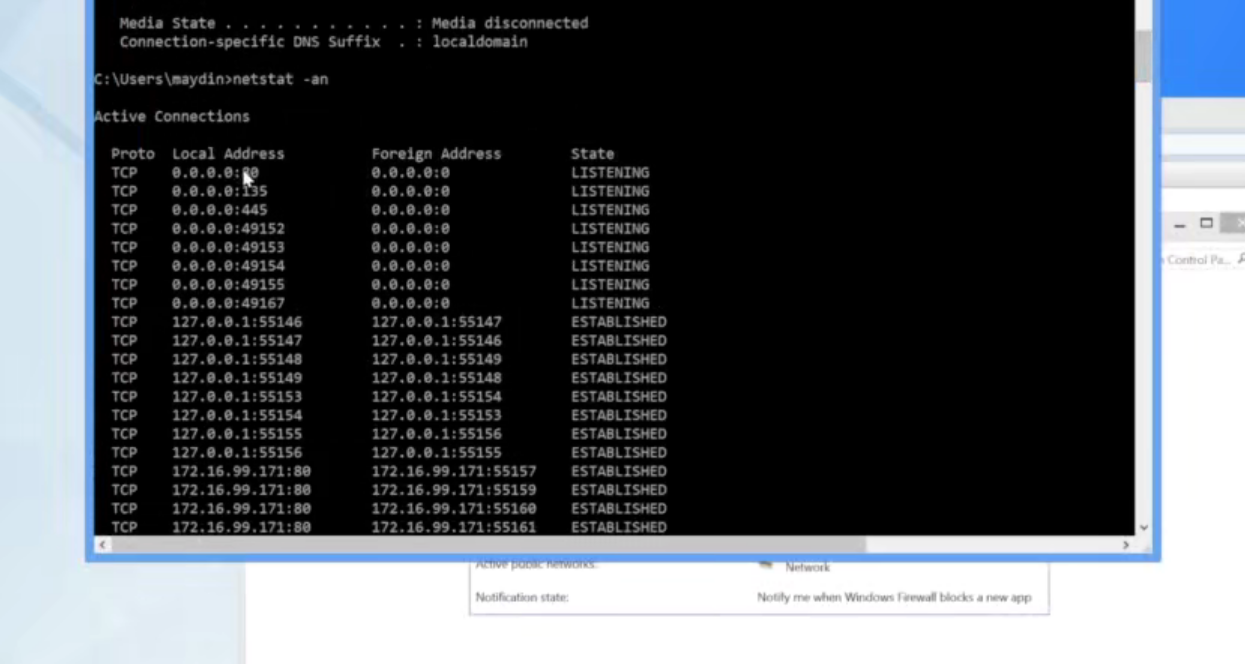 Media State . . . . . . . . . . . : Media disconnected
Connection-specific DNS Suffix  . : localdomain
C:\Users\maydin>netstat -an
Active Connections
Proto  Local Address          Foreign Address        State
TCP    0.0.0.0:80             0.0.0.0:0              LISTENING
TCP    0.0.0.0:135            0.0.0.0:0              LISTENING
TCP    0.0.0.0:445            0.0.0.0:0              LISTENING
TCP    0.0.0.0:49152          0.0.0.0:0              LISTENING
TCP    0.0.0.0:49153          0.0.0.0:0              LISTENING
TCP    0.0.0.0:49154          0.0.0.0:0              LISTENING
TCP    0.0.0.0:49155          0.0.0.0:0              LISTENING
TCP    0.0.0.0:49167          0.0.0.0:0              LISTENING
TCP    127.0.0.1:55146        127.0.0.1:55147        ESTABLISHED
TCP    127.0.0.1:55147        127.0.0.1:55146        ESTABLISHED
TCP    127.0.0.1:55148        127.0.0.1:55149        ESTABLISHED
TCP    127.0.0.1:55149        127.0.0.1:55148        ESTABLISHED
TCP    127.0.0.1:55153        127.0.0.1:55154        ESTABLISHED
TCP    127.0.0.1:55154        127.0.0.1:55153        ESTABLISHED
TCP    127.0.0.1:55155        127.0.0.1:55156        ESTABLISHED
TCP    127.0.0.1:55156        127.0.0.1:55155        ESTABLISHED
TCP    172.16.99.171:80       172.16.99.171:55157    ESTABLISHED
TCP    172.16.99.171:80       172.16.99.171:55159    ESTABLISHED
TCP    172.16.99.171:80       172.16.99.171:55160    ESTABLISHED
TCP    172.16.99.171:80       172.16.99.171:55161    ESTABLISHED
Control Pa...
Active public networks: Network
Notification state: Notify me when Windows Firewall blocks a new app